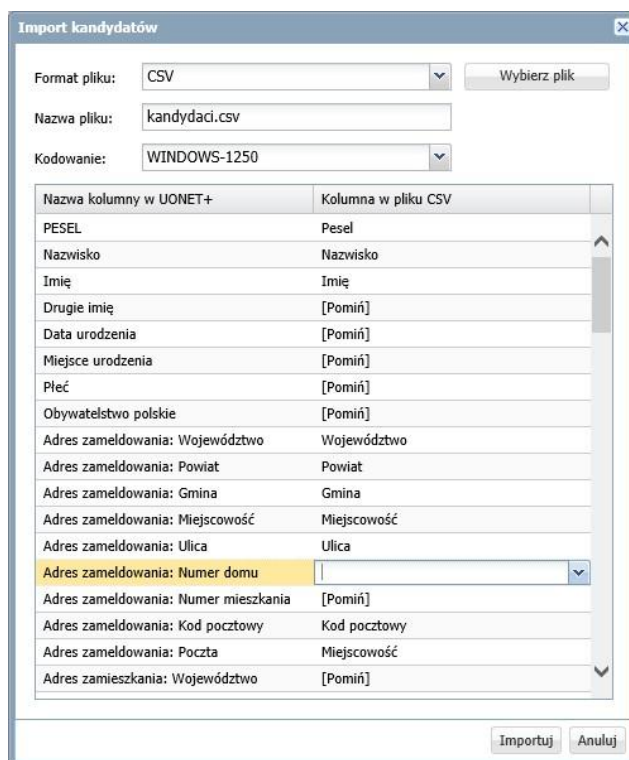 Import kandydatów
Format pliku: CSV Wybierz plik
Nazwa pliku: kandydaci.csv
Kodowanie: WINDOWS-1250
Nazwa kolumny w UONET+ Kolumna w pliku CSV
PESEL Pesel
Nazwisko Nazwisko
Imię Imię
Drugie imię [Pomiń]
Data urodzenia [Pomiń]
Miejsce urodzenia [Pomiń]
Płeć [Pomiń]
Obywatelstwo polskie [Pomiń]
Adres zameldowania: Województwo Województwo
Adres zameldowania: Powiat Powiat
Adres zameldowania: Gmina Gmina
Adres zameldowania: Miejscowość Miejscowość
Adres zameldowania: Ulica Ulica
Adres zameldowania: Numer domu
Adres zameldowania: Numer mieszkania [Pomiń]
Adres zameldowania: Kod pocztowy Kod pocztowy
Adres zameldowania: Poczta Miejscowość
Adres zamieszkania: Województwo [Pomiń]
Importuj Anuluj